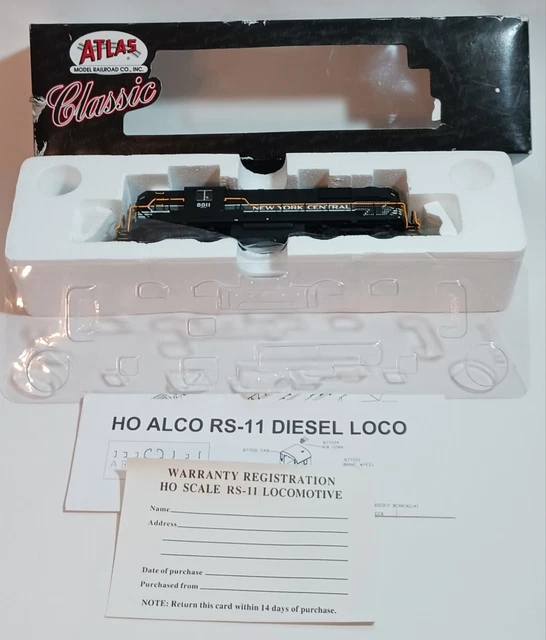 ATLAS
MODEL RAILROAD CO., INC.
Classic
8011
NEW YORK CENTRAL
HO ALCO RS-11 DIESEL LOCO
WARRANTY REGISTRATION
HO SCALE RS-11 LOCOMOTIVE
Name
Address
Date of purchase
Purchased from
NOTE: Return this card within 14 days of purchase.